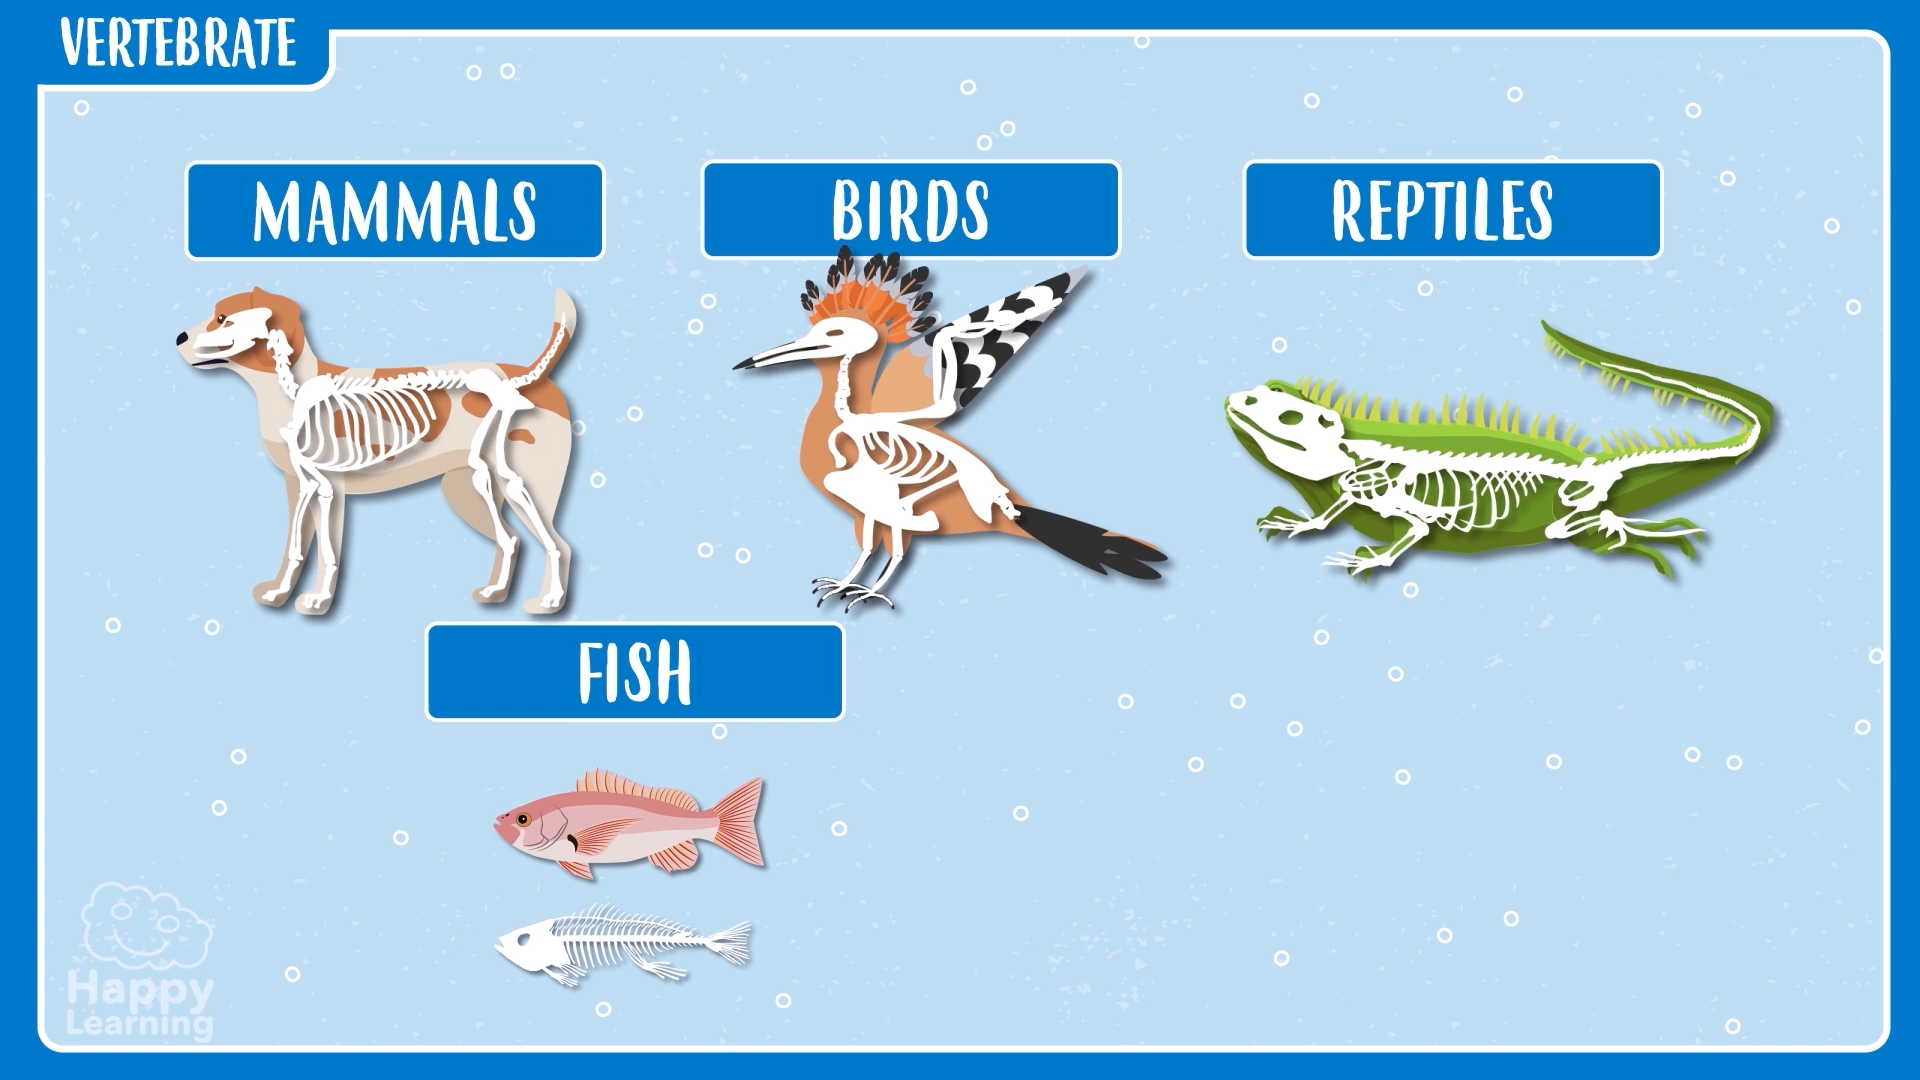 VERTEBRATE
MAMMALS
BIRDS
REPTILES
FISH
Happy
Learning